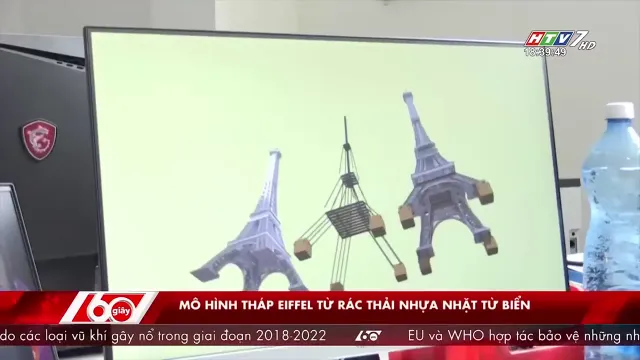 HTV7 HD
18:39:49
60 giây
MÔ HÌNH THÁP EIFFEL TỪ RÁC THẢI NHỰA NHẶT TỪ BIỂN
do các loại vũ khí gây nổ trong giai đoạn 2018-2022 60 EU và WHO hợp tác bảo vệ những nh